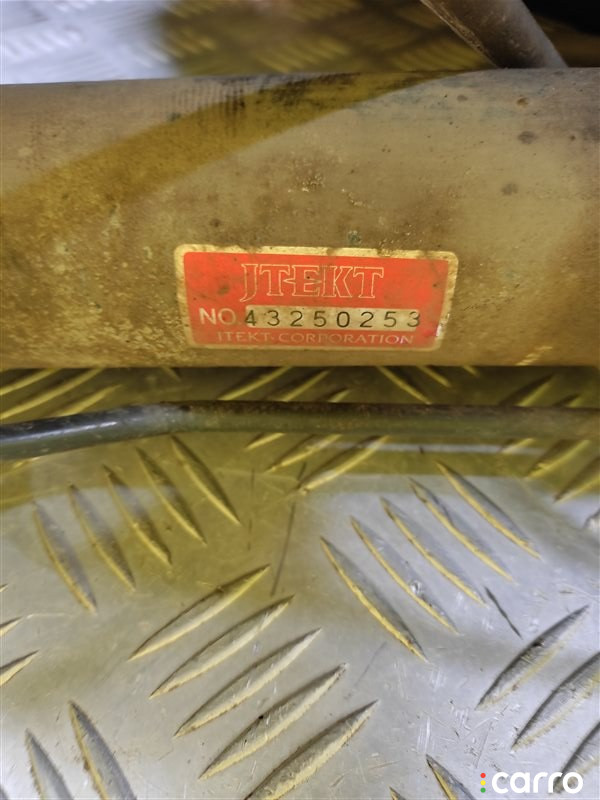 JTEKT
NO 43250253
JTEKT CORPORATION
carro